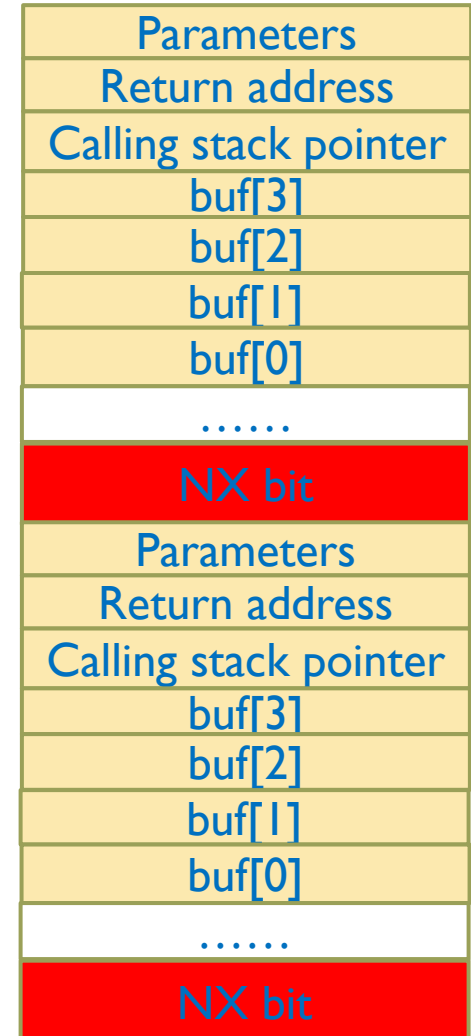 Parameters
Return address
Calling stack pointer
buf[3]
buf[2]
buf[1]
buf[0]
......
NX bit
Parameters
Return address
Calling stack pointer
buf[3]
buf[2]
buf[1]
buf[0]
......
NX bit